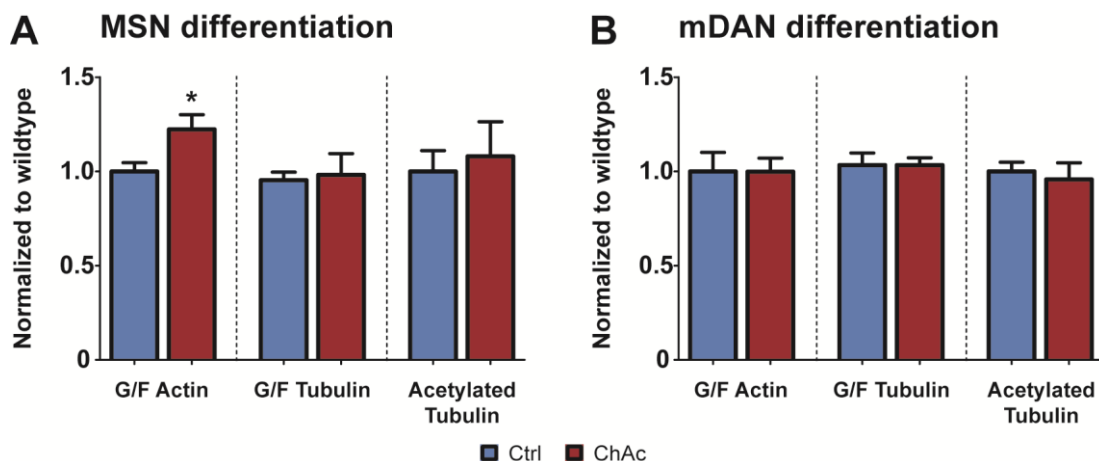 A MSN differentiation
Normalized to wildtype
1.5
1.0
0.5
0
*
G/F Actin
G/F Tubulin
Acetylated
Tubulin
B mDAN differentiation
Normalized to wildtype
1.5
1.0
0.5
0
G/F Actin
G/F Tubulin
Acetylated
Tubulin
Ctrl ChAc